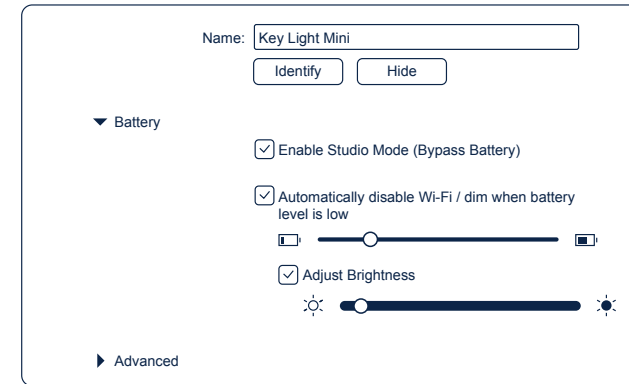 Name: Key Light Mini
Identify Hide
Battery
Enable Studio Mode (Bypass Battery)
Automatically disable Wi-Fi / dim when battery
level is low
Adjust Brightness
Advanced